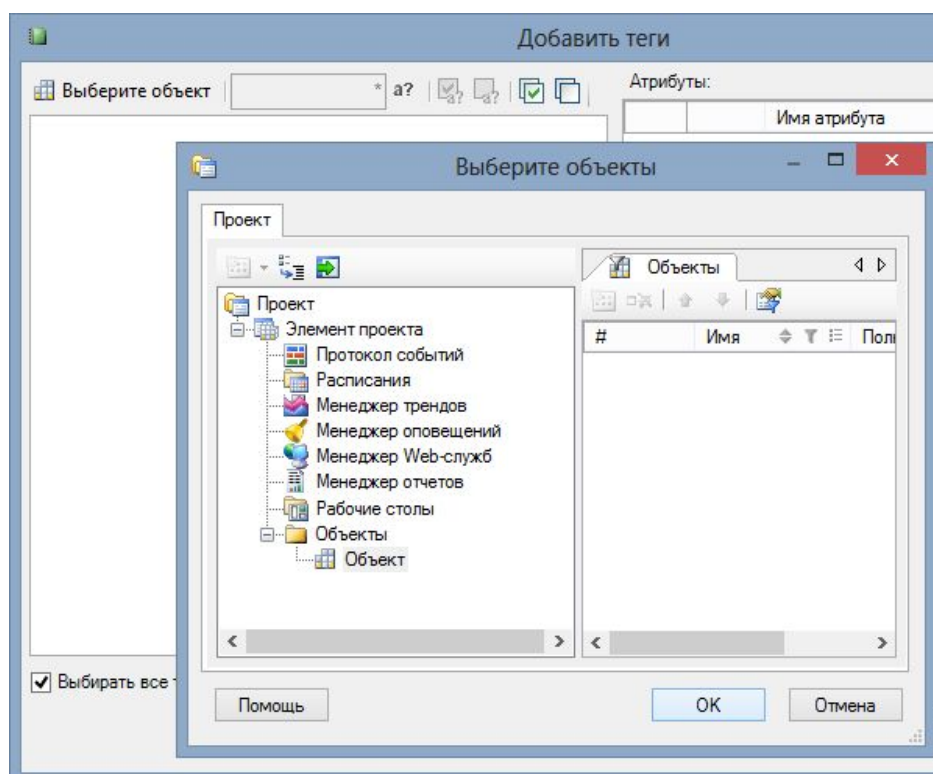 Добавить теги
Выберите объект * a?
Атрибуты:
Имя атрибута
Выберите объекты
Проект
Объекты
Проект
Элемент проекта
Протокол событий
Расписания
Менеджер трендов
Менеджер оповещений
Менеджер Web-служб
Менеджер отчетов
Рабочие столы
Объекты
Объект
# Имя
Выбирать все
Помощь OK Отмена